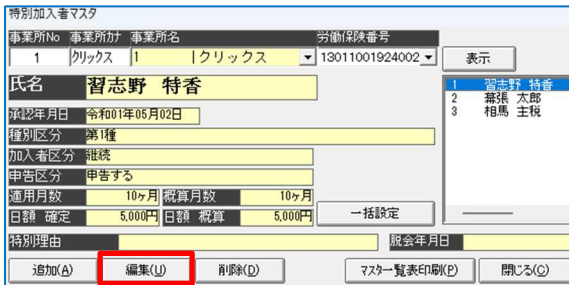 特別加入者マスタ
事業所No 事業所カナ 事業所名 労働保険番号
1 クリックス 1 クリックス 13011001924002 表示
氏名 習志野 特香
1 習志野 特香
2 幕張 太郎
3 相馬 主税
承認年月日 令和01年05月02日
種別区分 第1種
加入者区分 継続
申告区分 申告する
適用月数 10ヶ月 概算月数 10ヶ月
日額 確定 5,000円 日額 概算 5,000円 一括設定
特別理由 脱会年月日
追加(A) 編集(U) 削除(D) マスター覧表印刷(P) 閉じる(C)